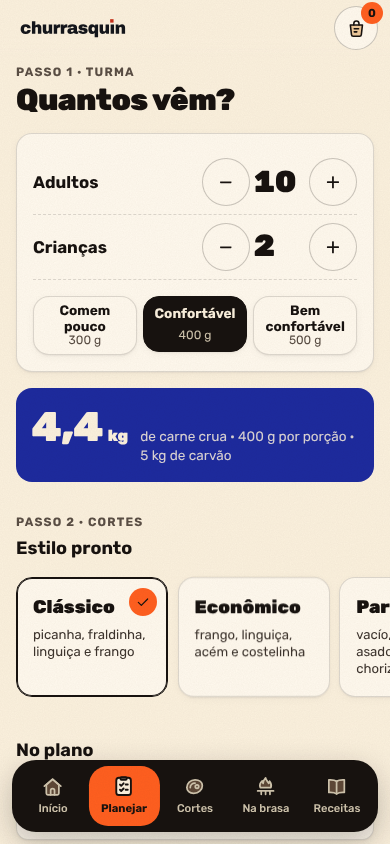 churrasquin
0
PASSO 1 · TURMA
Quantos vêm?
Adultos
− 10 +
Crianças
− 2 +
Comem
pouco
300 g
Confortável
400 g
Bem
confortável
500 g
4,4 kg
de carne crua · 400 g por porção ·
5 kg de carvão
PASSO 2 · CORTES
Estilo pronto
Clássico
picanha, fraldinha,
linguiça e frango
Econômico
frango, linguiça,
acém e costelinha
Par
vacío,
asado
choriz
No plano
Início
Planejar
Cortes
Na brasa
Receitas